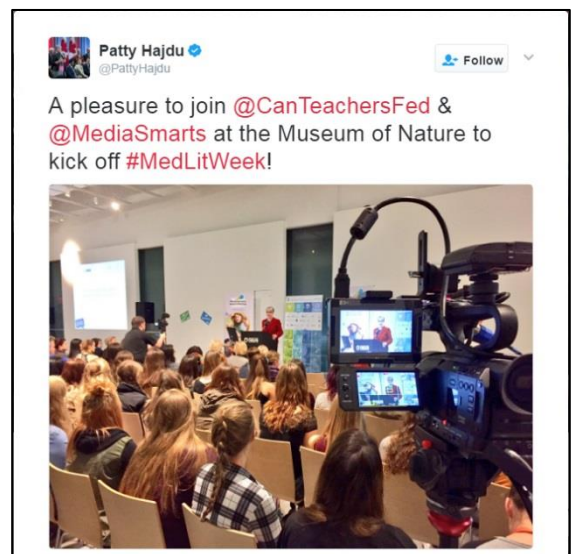 Patty Hajdu
@PattyHajdu
Follow
A pleasure to join @CanTeachersFed &
@MediaSmarts at the Museum of Nature to
kick off #MedLitWeek!